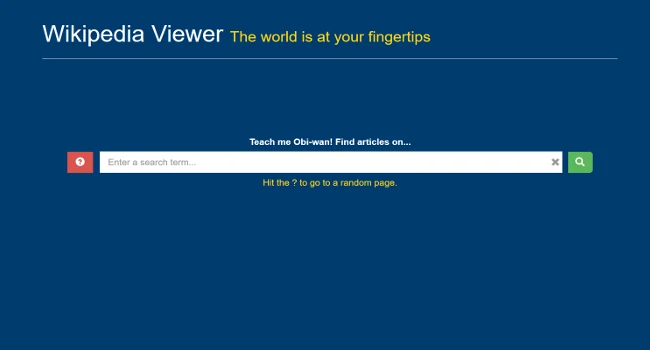 Wikipedia Viewer The world is at your fingertips
Teach me Obi-wan! Find articles on...
? Enter a search term... ✖
Hit the ? to go to a random page.